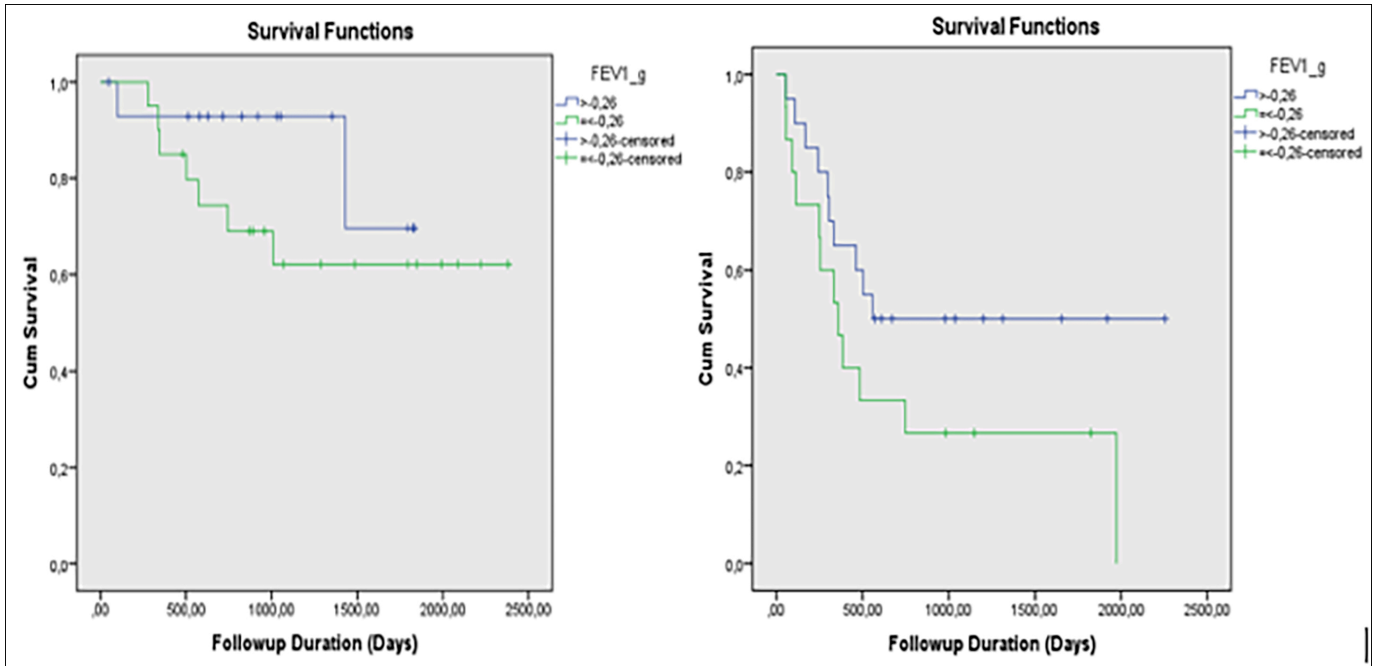 Survival Functions
FEV1_g
>-0,26
=<-0,26
>-0,26-censored
=<-0,26-censored
Cum Survival
1,0
0,8
0,6
0,4
0,2
0,0
,00 500,00 1000,00 1500,00 2000,00 2500,00
Followup Duration (Days)
Survival Functions
FEV1_g
>-0,26
=<-0,26
>-0,26-censored
=<-0,26-censored
Cum Survival
1,0
0,8
0,6
0,4
0,2
0,0
,00 500,00 1000,00 1500,00 2000,00 2500,00
Followup Duration (Days)